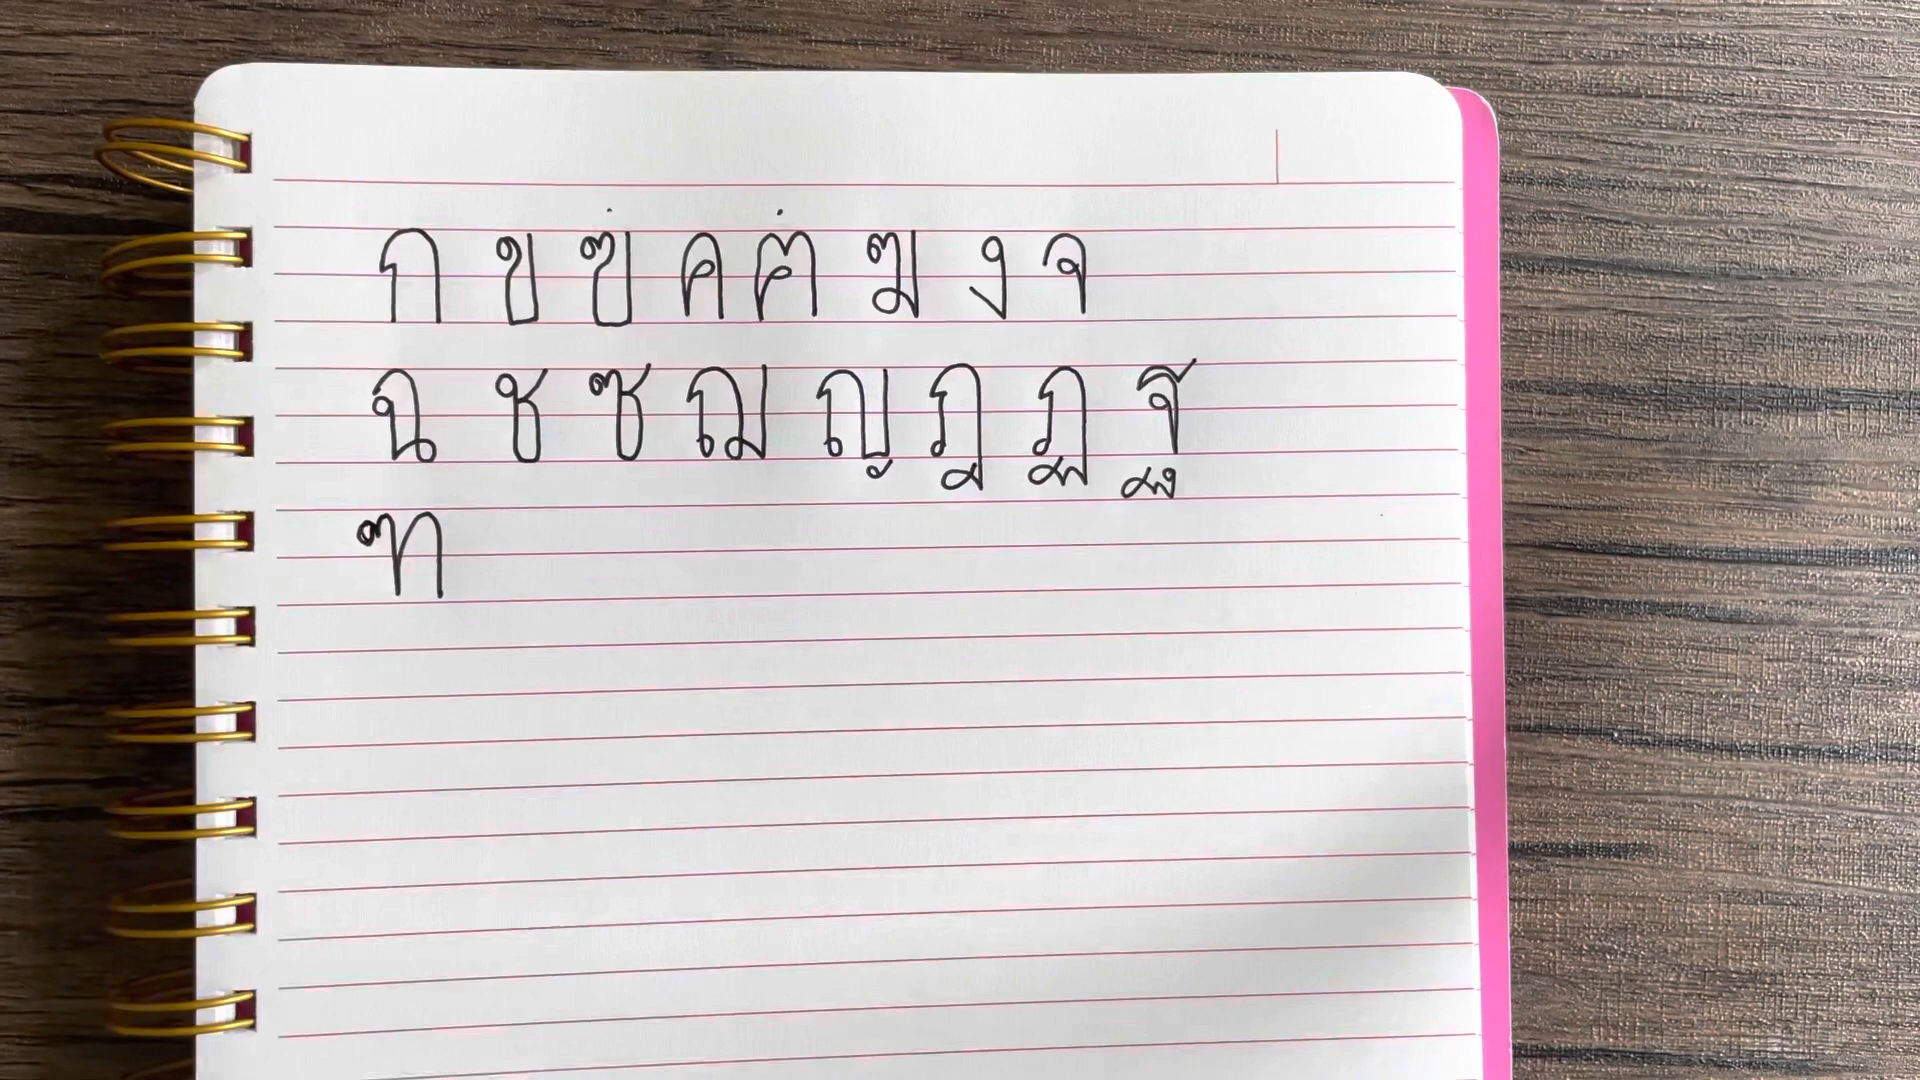 ก ข ฃ ค ฅ ฆ ง จ
ฉ ช ซ ฌ ญ ฎ ฏ ฐ
ฑ